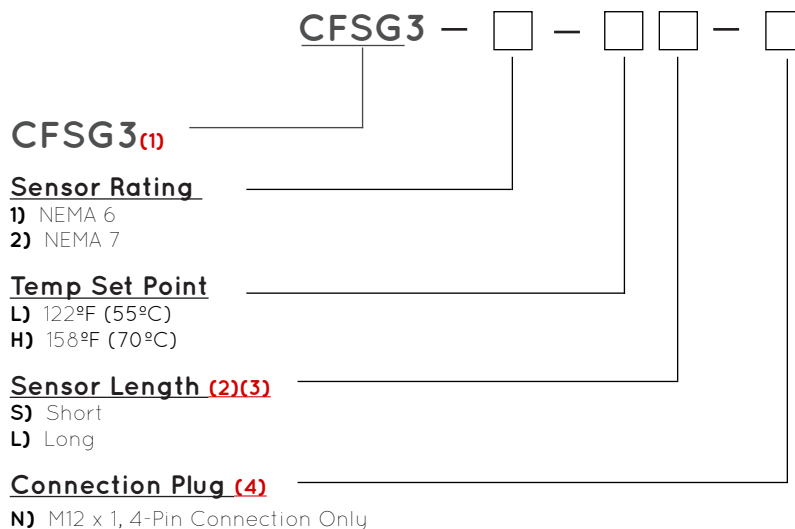 CFSG3 – □ – □ □ – □
CFSG3(1)
Sensor Rating
1) NEMA 6
2) NEMA 7
Temp Set Point
L) 122ºF (55ºC)
H) 158ºF (70ºC)
Sensor Length (2)(3)
S) Short
L) Long
Connection Plug (4)
N) M12 x 1, 4-Pin Connection Only